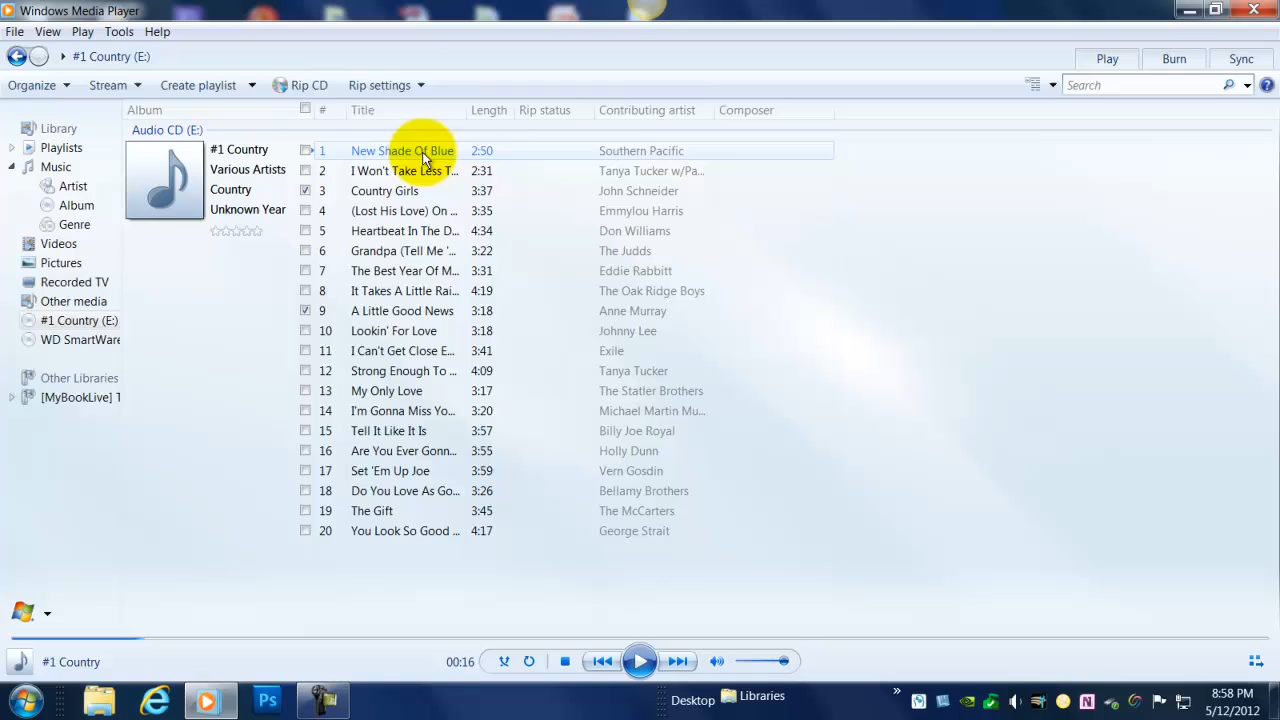 Windows Media Player
File View Play Tools Help
#1 Country (E:)
Play Burn Sync
Organize Stream Create playlist Rip CD Rip settings Search
Album # Title Length Rip status Contributing artist Composer
Library
Playlists
Music
Artist
Album
Genre
Videos
Pictures
Recorded TV
Other media
#1 Country (E:)
WD SmartWare
Other Libraries
[MyBookLive] T
Audio CD (E:)
#1 Country
Various Artists
Country
Unknown Year
1 New Shade Of Blue 2:50 Southern Pacific
2 I Won't Take Less T... 2:31 Tanya Tucker w/Pa...
3 Country Girls 3:37 John Schneider
4 (Lost His Love) On ... 3:35 Emmylou Harris
5 Heartbeat In The D... 4:34 Don Williams
6 Grandpa (Tell Me '... 3:22 The Judds
7 The Best Year Of M... 3:31 Eddie Rabbitt
8 It Takes A Little Rai... 4:19 The Oak Ridge Boys
9 A Little Good News 3:18 Anne Murray
10 Lookin' For Love 3:18 Johnny Lee
11 I Can't Get Close E... 3:41 Exile
12 Strong Enough To ... 4:09 Tanya Tucker
13 My Only Love 3:17 The Statler Brothers
14 I'm Gonna Miss Yo... 3:20 Michael Martin Mu...
15 Tell It Like It Is 3:57 Billy Joe Royal
16 Are You Ever Gonn... 3:55 Holly Dunn
17 Set 'Em Up Joe 3:59 Vern Gosdin
18 Do You Love As Go... 3:26 Bellamy Brothers
19 The Gift 3:45 The McCarters
20 You Look So Good ... 4:17 George Strait
#1 Country 00:16
Ps Desktop Libraries » N
8:58 PM
5/12/2012